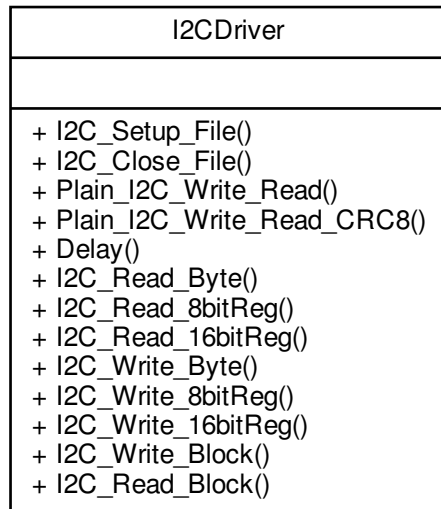 I2CDriver
+ I2C_Setup_File()
+ I2C_Close_File()
+ Plain_I2C_Write_Read()
+ Plain_I2C_Write_Read_CRC8()
+ Delay()
+ I2C_Read_Byte()
+ I2C_Read_8bitReg()
+ I2C_Read_16bitReg()
+ I2C_Write_Byte()
+ I2C_Write_8bitReg()
+ I2C_Write_16bitReg()
+ I2C_Write_Block()
+ I2C_Read_Block()